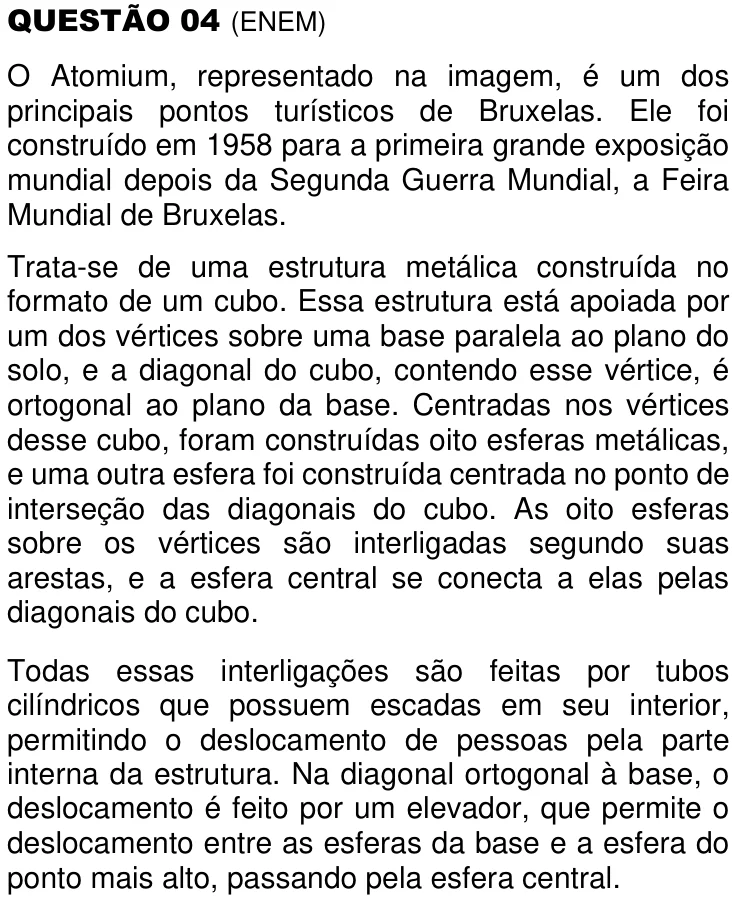 QUESTÃO 04 (ENEM)
O Atomium, representado na imagem, é um dos
principais pontos turísticos de Bruxelas. Ele foi
construído em 1958 para a primeira grande exposição
mundial depois da Segunda Guerra Mundial, a Feira
Mundial de Bruxelas.
Trata-se de uma estrutura metálica construída no
formato de um cubo. Essa estrutura está apoiada por
um dos vértices sobre uma base paralela ao plano do
solo, e a diagonal do cubo, contendo esse vértice, é
ortogonal ao plano da base. Centradas nos vértices
desse cubo, foram construídas oito esferas metálicas,
e uma outra esfera foi construída centrada no ponto de
interseção das diagonais do cubo. As oito esferas
sobre os vértices são interligadas segundo suas
arestas, e a esfera central se conecta a elas pelas
diagonais do cubo.
Todas essas interligações são feitas por tubos
cilíndricos que possuem escadas em seu interior,
permitindo o deslocamento de pessoas pela parte
interna da estrutura. Na diagonal ortogonal à base, o
deslocamento é feito por um elevador, que permite o
deslocamento entre as esferas da base e a esfera do
ponto mais alto, passando pela esfera central.